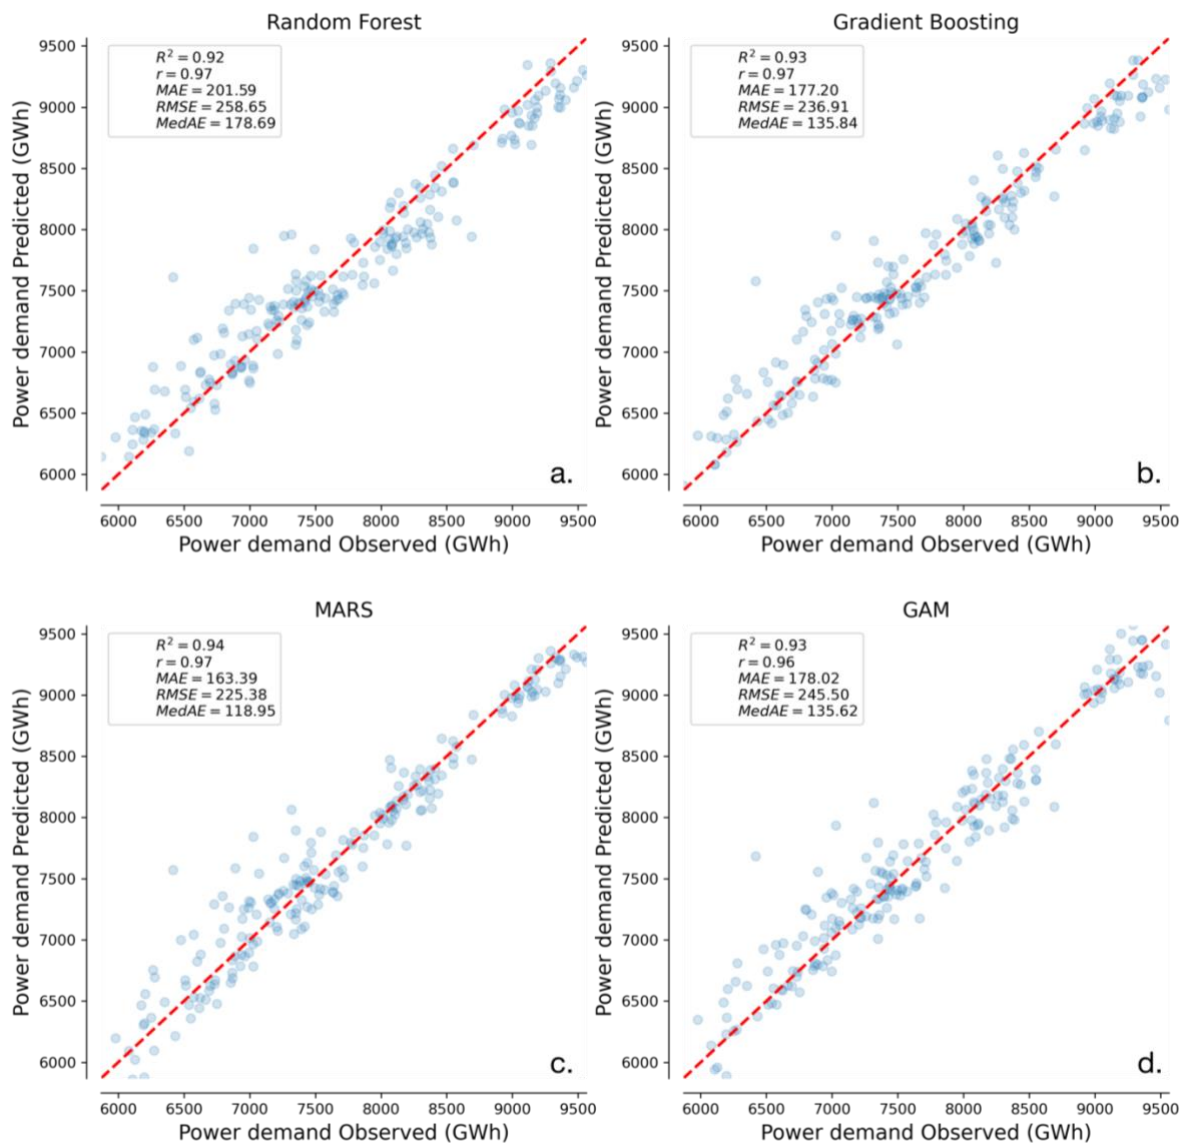 Random Forest
R² = 0.92
r = 0.97
MAE = 201.59
RMSE = 258.65
MedAE = 178.69
9500
9000
8500
8000
7500
7000
6500
6000
Power demand Predicted (GWh)
a.
6000 6500 7000 7500 8000 8500 9000 9500
Power demand Observed (GWh)
Gradient Boosting
R² = 0.93
r = 0.97
MAE = 177.20
RMSE = 236.91
MedAE = 135.84
9500
9000
8500
8000
7500
7000
6500
6000
Power demand Predicted (GWh)
b.
6000 6500 7000 7500 8000 8500 9000 9500
Power demand Observed (GWh)
MARS
R² = 0.94
r = 0.97
MAE = 163.39
RMSE = 225.38
MedAE = 118.95
9500
9000
8500
8000
7500
7000
6500
6000
Power demand Predicted (GWh)
c.
6000 6500 7000 7500 8000 8500 9000 9500
Power demand Observed (GWh)
GAM
R² = 0.93
r = 0.96
MAE = 178.02
RMSE = 245.50
MedAE = 135.62
9500
9000
8500
8000
7500
7000
6500
6000
Power demand Predicted (GWh)
d.
6000 6500 7000 7500 8000 8500 9000 9500
Power demand Observed (GWh)